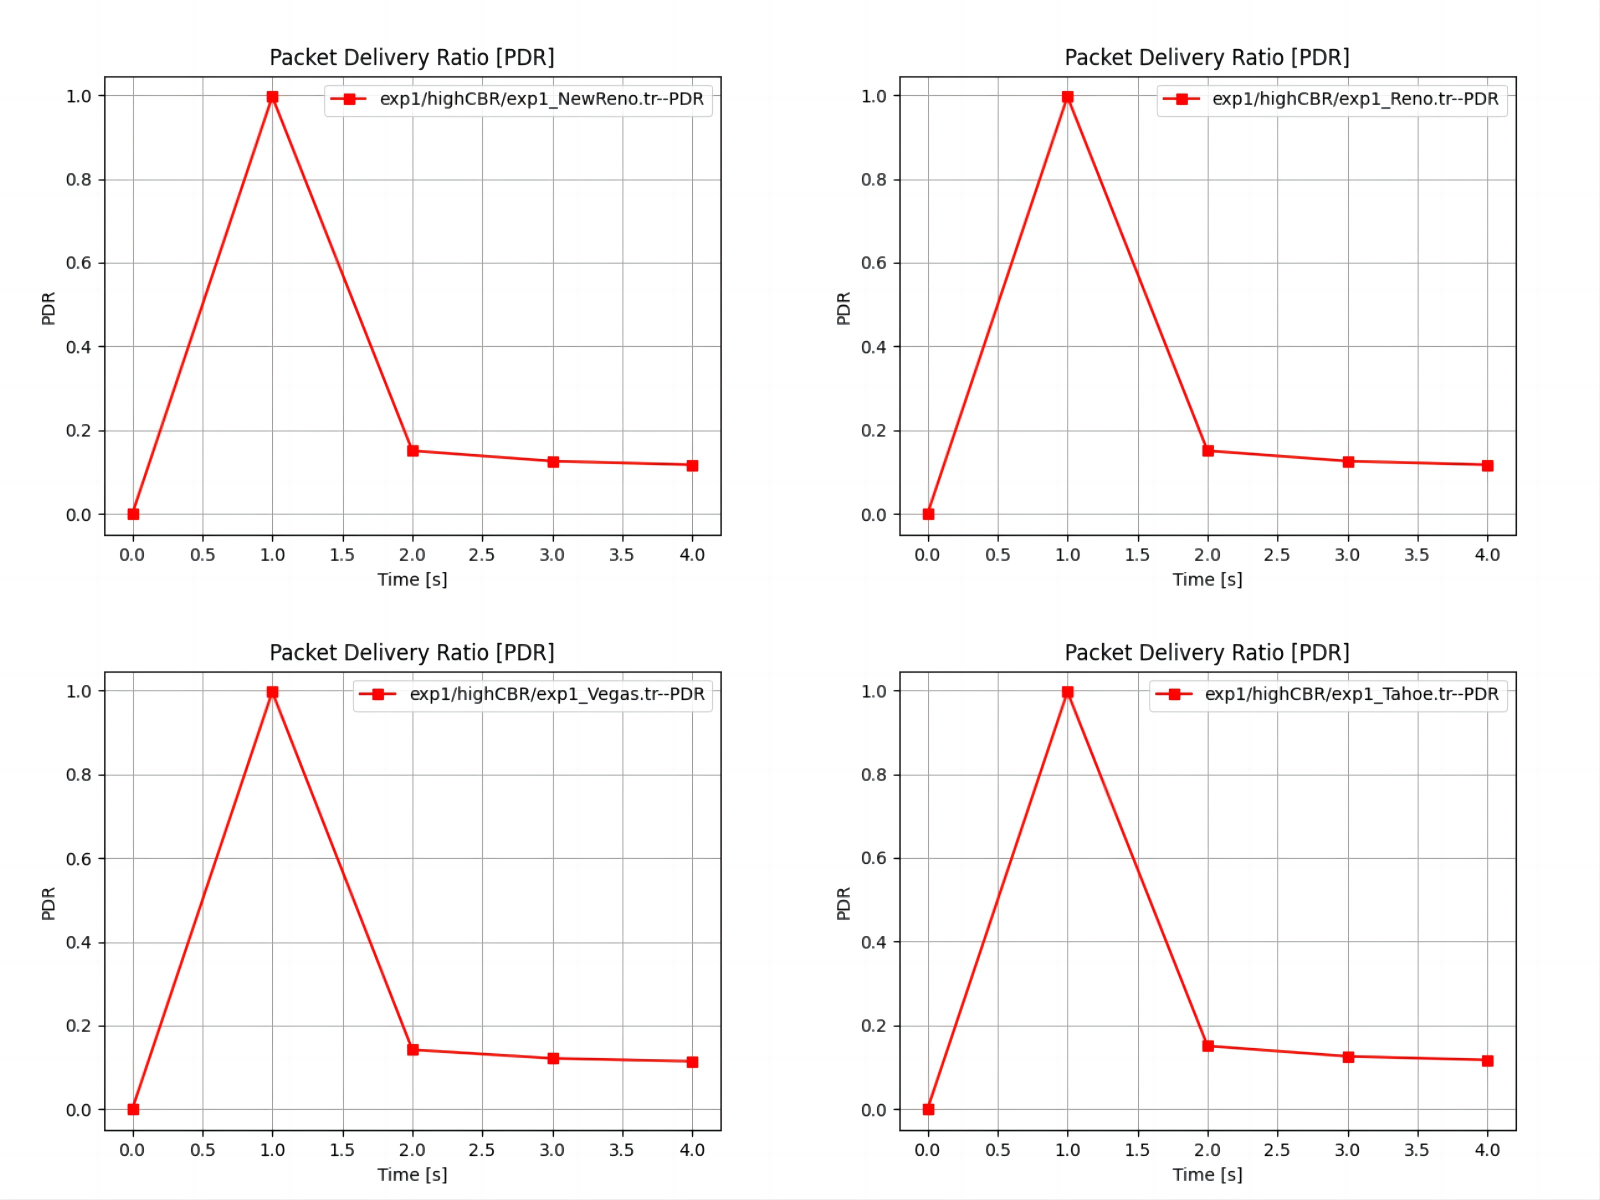 Packet Delivery Ratio [PDR]
exp1/highCBR/exp1_NewReno.tr--PDR
1.0
0.8
0.6
0.4
0.2
0.0
PDR
0.0 0.5 1.0 1.5 2.0 2.5 3.0 3.5 4.0
Time [s]
Packet Delivery Ratio [PDR]
exp1/highCBR/exp1_Reno.tr--PDR
1.0
0.8
0.6
0.4
0.2
0.0
PDR
0.0 0.5 1.0 1.5 2.0 2.5 3.0 3.5 4.0
Time [s]
Packet Delivery Ratio [PDR]
exp1/highCBR/exp1_Vegas.tr--PDR
1.0
0.8
0.6
0.4
0.2
0.0
PDR
0.0 0.5 1.0 1.5 2.0 2.5 3.0 3.5 4.0
Time [s]
Packet Delivery Ratio [PDR]
exp1/highCBR/exp1_Tahoe.tr--PDR
1.0
0.8
0.6
0.4
0.2
0.0
PDR
0.0 0.5 1.0 1.5 2.0 2.5 3.0 3.5 4.0
Time [s]